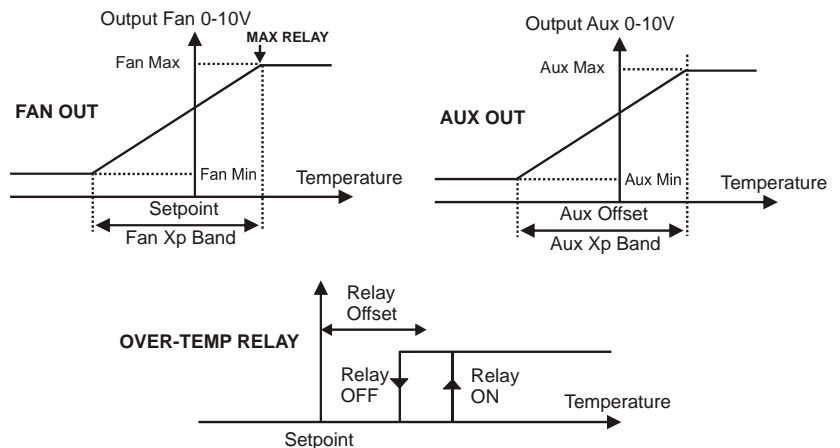 Output Fan 0-10V
MAX RELAY
Fan Max
FAN OUT
Fan Min
Temperature
Setpoint
Fan Xp Band
Output Aux 0-10V
Aux Max
AUX OUT
Aux Min
Temperature
Aux Offset
Aux Xp Band
Relay
Offset
OVER-TEMP RELAY
Relay
OFF
Relay
ON
Temperature
Setpoint